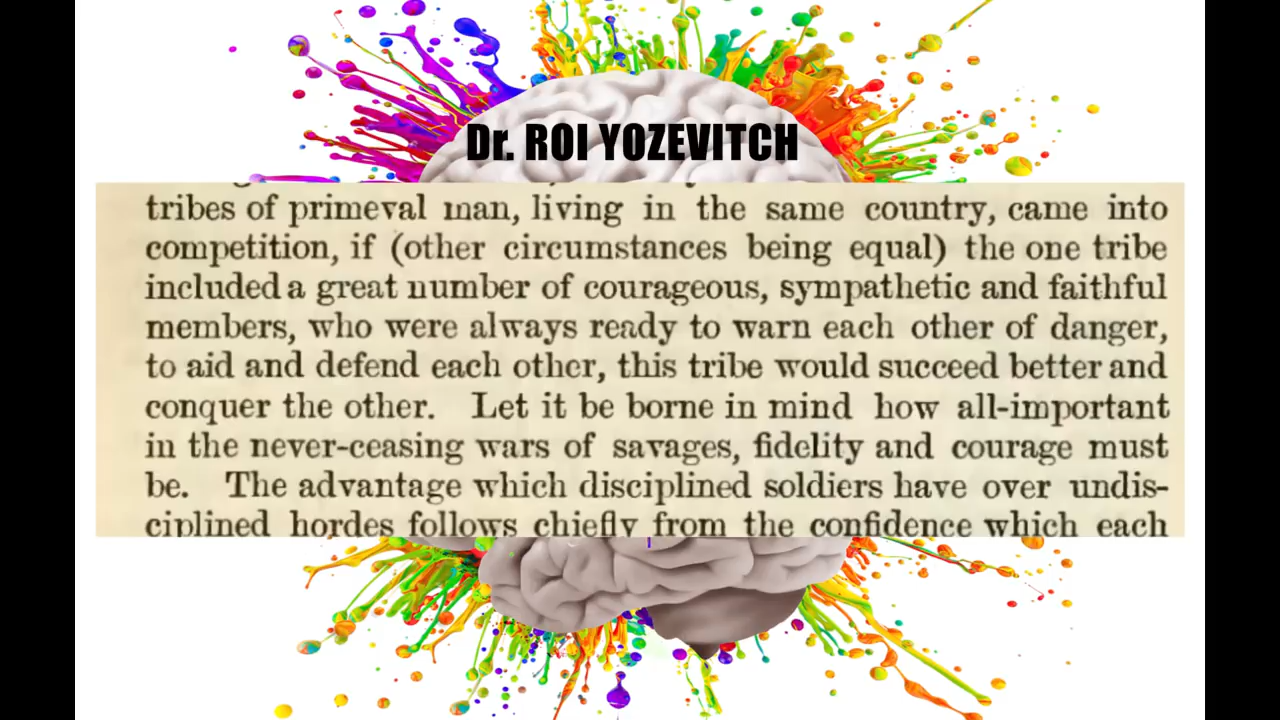 Dr. ROI YOZEVITCH
tribes of primeval man, living in the same country, came into
competition, if (other circumstances being equal) the one tribe
included a great number of courageous, sympathetic and faithful
members, who were always ready to warn each other of danger,
to aid and defend each other, this tribe would succeed better and
conquer the other. Let it be borne in mind how all-important
in the never-ceasing wars of savages, fidelity and courage must
be. The advantage which disciplined soldiers have over undis-
ciplined hordes follows chiefly from the confidence which each